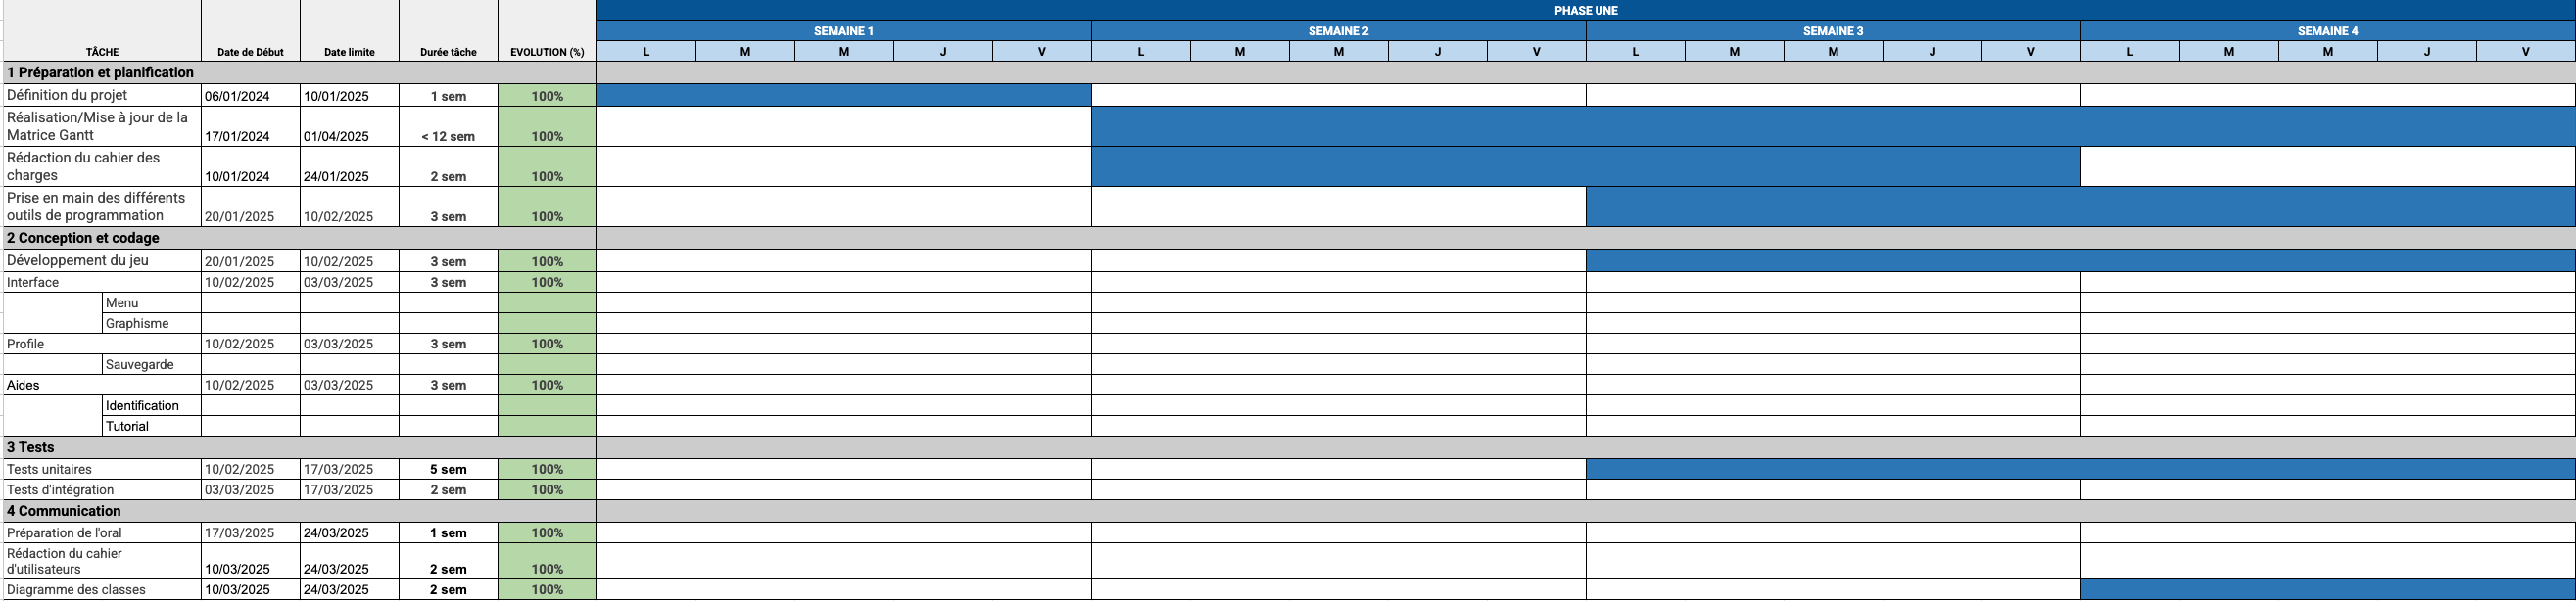 PHASE UNE
SEMAINE 1 SEMAINE 2 SEMAINE 3 SEMAINE 4
TÂCHE Date de Début Date limite Durée tâche EVOLUTION (%) L M M J V L M M J V L M M J V L M M J V
1 Préparation et planification
Définition du projet 06/01/2024 10/01/2025 1 sem 100%
Réalisation/Mise à jour de la
Matrice Gantt 17/01/2024 01/04/2025 < 12 sem 100%
Rédaction du cahier des
charges 10/01/2024 24/01/2025 2 sem 100%
Prise en main des différents
outils de programmation 20/01/2025 10/02/2025 3 sem 100%
2 Conception et codage
Développement du jeu 20/01/2025 10/02/2025 3 sem 100%
Interface 10/02/2025 03/03/2025 3 sem 100%
Menu
Graphisme
Profile 10/02/2025 03/03/2025 3 sem 100%
Sauvegarde
Aides 10/02/2025 03/03/2025 3 sem 100%
Identification
Tutorial
3 Tests
Tests unitaires 10/02/2025 17/03/2025 5 sem 100%
Tests d'intégration 03/03/2025 17/03/2025 2 sem 100%
4 Communication
Préparation de l'oral 17/03/2025 24/03/2025 1 sem 100%
Rédaction du cahier
d'utilisateurs 10/03/2025 24/03/2025 2 sem 100%
Diagramme des classes 10/03/2025 24/03/2025 2 sem 100%